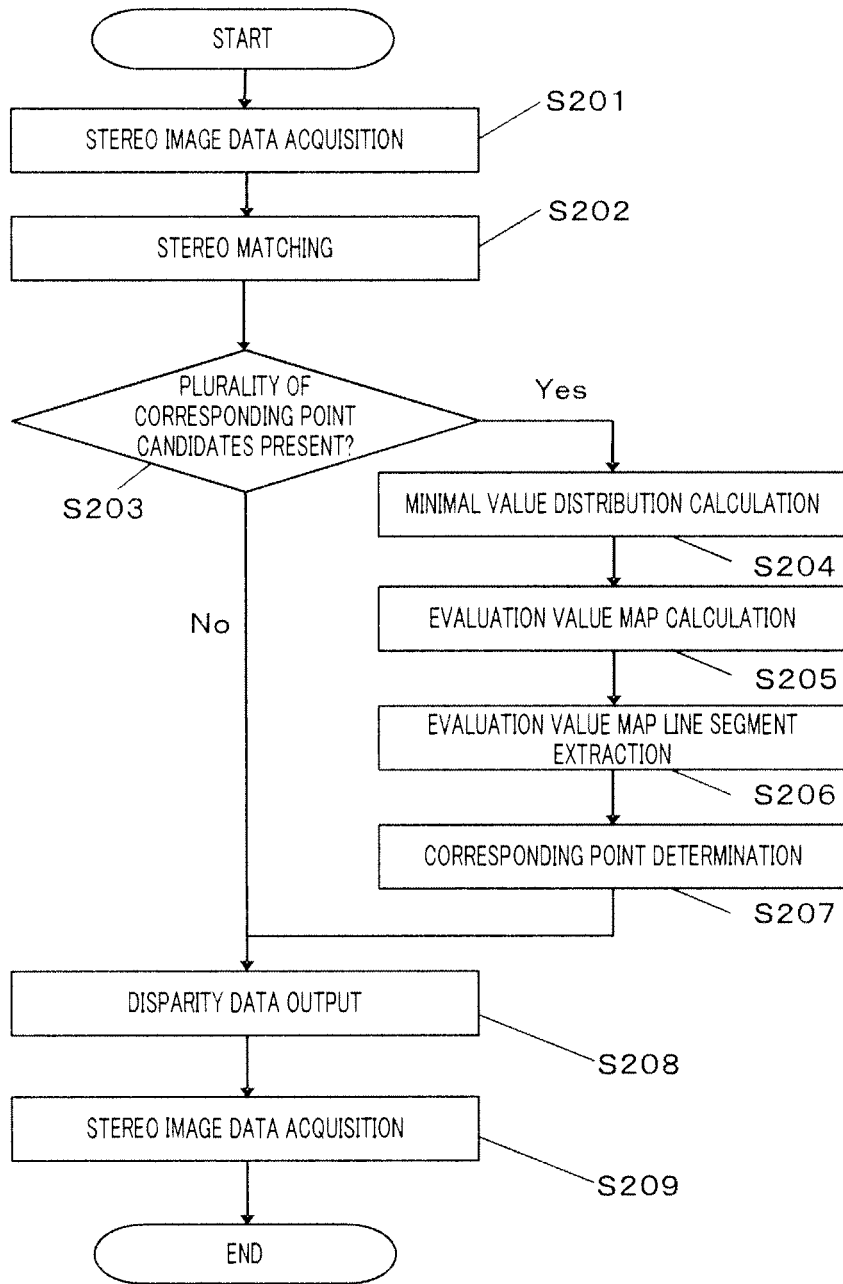 START
S201
STEREO IMAGE DATA ACQUISITION
S202
STEREO MATCHING
PLURALITY OF
CORRESPONDING POINT
CANDIDATES PRESENT?
Yes
S203
MINIMAL VALUE DISTRIBUTION CALCULATION
S204
No
EVALUATION VALUE MAP CALCULATION
S205
EVALUATION VALUE MAP LINE SEGMENT
EXTRACTION
S206
CORRESPONDING POINT DETERMINATION
S207
DISPARITY DATA OUTPUT
S208
STEREO IMAGE DATA ACQUISITION
S209
END